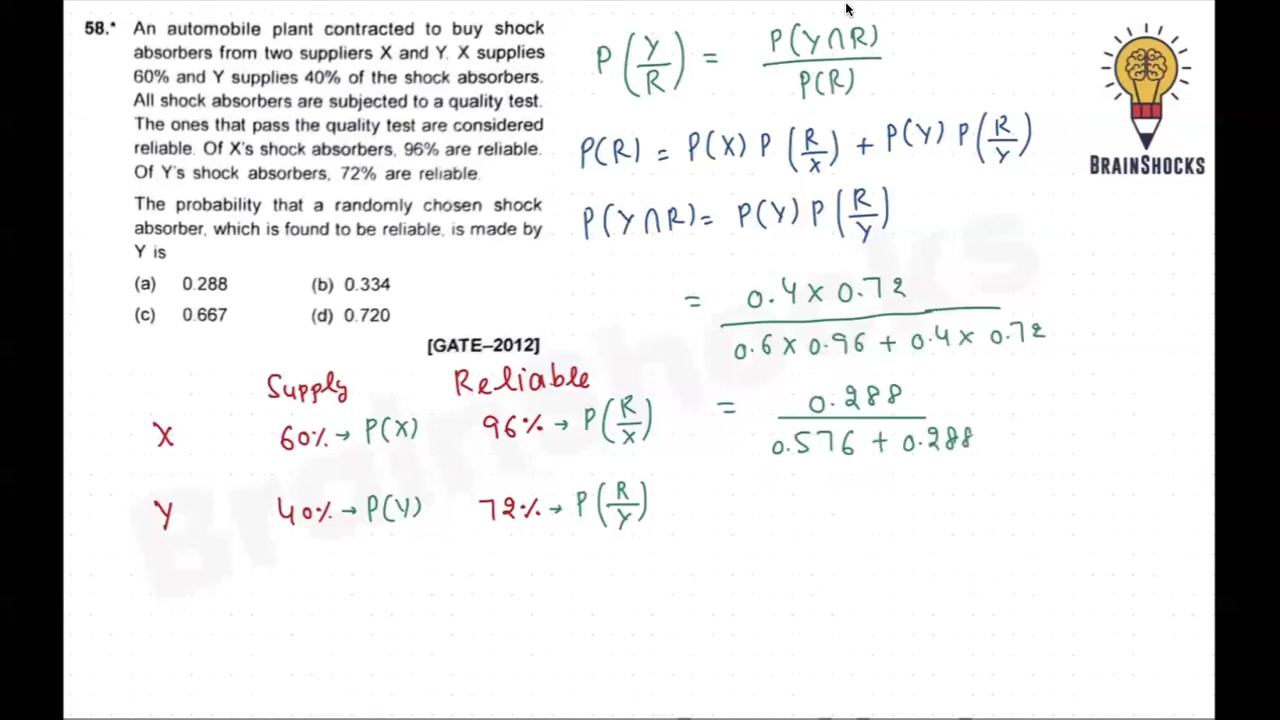 58.* An automobile plant contracted to buy shock
absorbers from two suppliers X and Y. X supplies
60% and Y supplies 40% of the shock absorbers.
All shock absorbers are subjected to a quality test.
The ones that pass the quality test are considered
reliable. Of X's shock absorbers, 96% are reliable.
Of Y's shock absorbers, 72% are reliable.
The probability that a randomly chosen shock
absorber, which is found to be reliable, is made by
Y is
(a) 0.288 (b) 0.334
(c) 0.667 (d) 0.720
[GATE–2012]
Supply Reliable
X 60% → P(X) 96% → P(R/X)
Y 40% → P(Y) 72% → P(R/Y)
P(Y/R) = P(Y∩R) / P(R)
P(R) = P(X) P(R/X) + P(Y) P(R/Y)
P(Y∩R) = P(Y) P(R/Y)
= 0.4 × 0.72 / 0.6 × 0.96 + 0.4 × 0.72
= 0.288 / 0.576 + 0.288
BRAINSHOCKS
BrainShocks